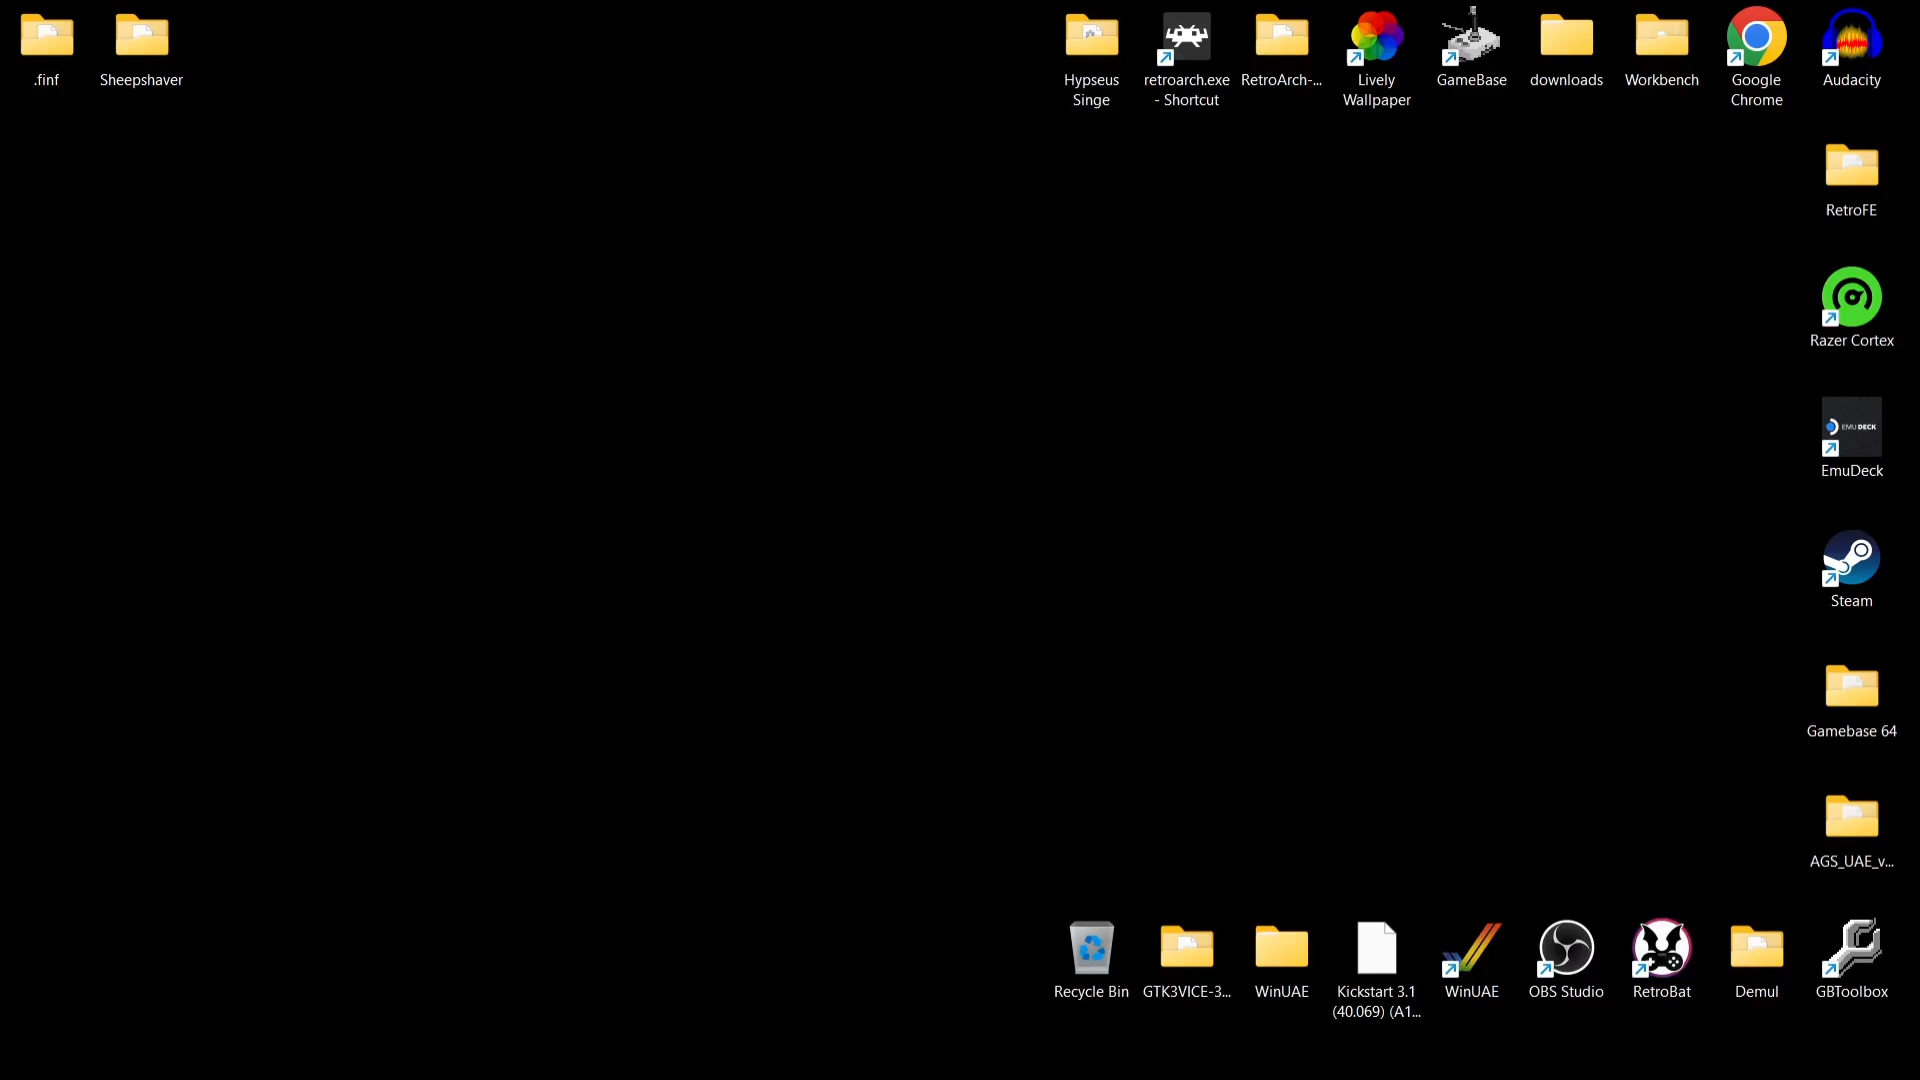 .finf
Sheepshaver
Hypseus
Singe
retroarch.exe
- Shortcut
RetroArch-...
Lively
Wallpaper
GameBase
downloads
Workbench
Google
Chrome
Audacity
RetroFE
Razer Cortex
EMU DECK
EmuDeck
Steam
Gamebase 64
AGS_UAE_v...
Recycle Bin
GTK3VICE-3...
WinUAE
Kickstart 3.1
(40.069) (A1...
WinUAE
OBS Studio
RetroBat
Demul
GBToolbox